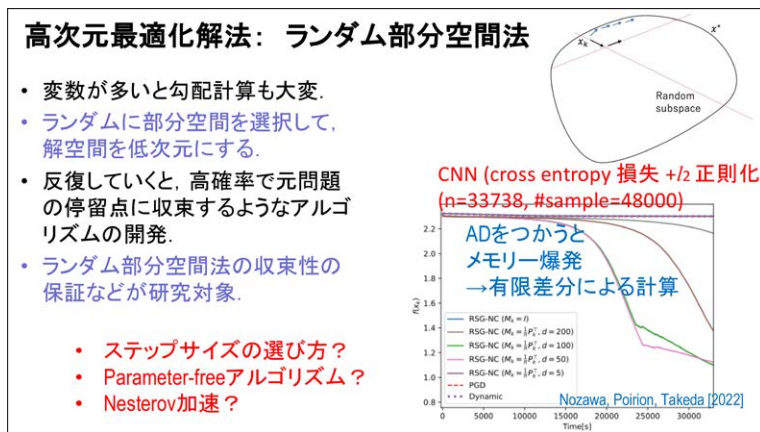 高次元最適化解法: ランダム部分空間法
• 変数が多いと勾配計算も大変.
• ランダムに部分空間を選択して,
解空間を低次元にする.
• 反復していくと, 高確率で元問題
の停留点に収束するようなアルゴ
リズムの開発.
• ランダム部分空間法の収束性の
保証などが研究対象.
• ステップサイズの選び方?
• Parameter-freeアルゴリズム?
• Nesterov加速?
x_k
x*
Random
subspace
CNN (cross entropy 損失 +l₂ 正則化
(n=33738, #sample=48000)
ADをつかうと
メモリー爆発
→有限差分による計算
f(x_k)
2.2
2.0
1.8
1.6
1.4
1.2
1.0
0.8
RSG-NC (M_k = I)
RSG-NC (M_k = 1/n P_k^⊤, d = 200)
RSG-NC (M_k = 1/n P_k^⊤, d = 100)
RSG-NC (M_k = 1/n P_k^⊤, d = 50)
RSG-NC (M_k = 1/n P_k^⊤, d = 5)
PGD
Dynamic
0 5000 10000 15000 20000 25000 30000
Time[s]
Nozawa, Poirion, Takeda [2022]